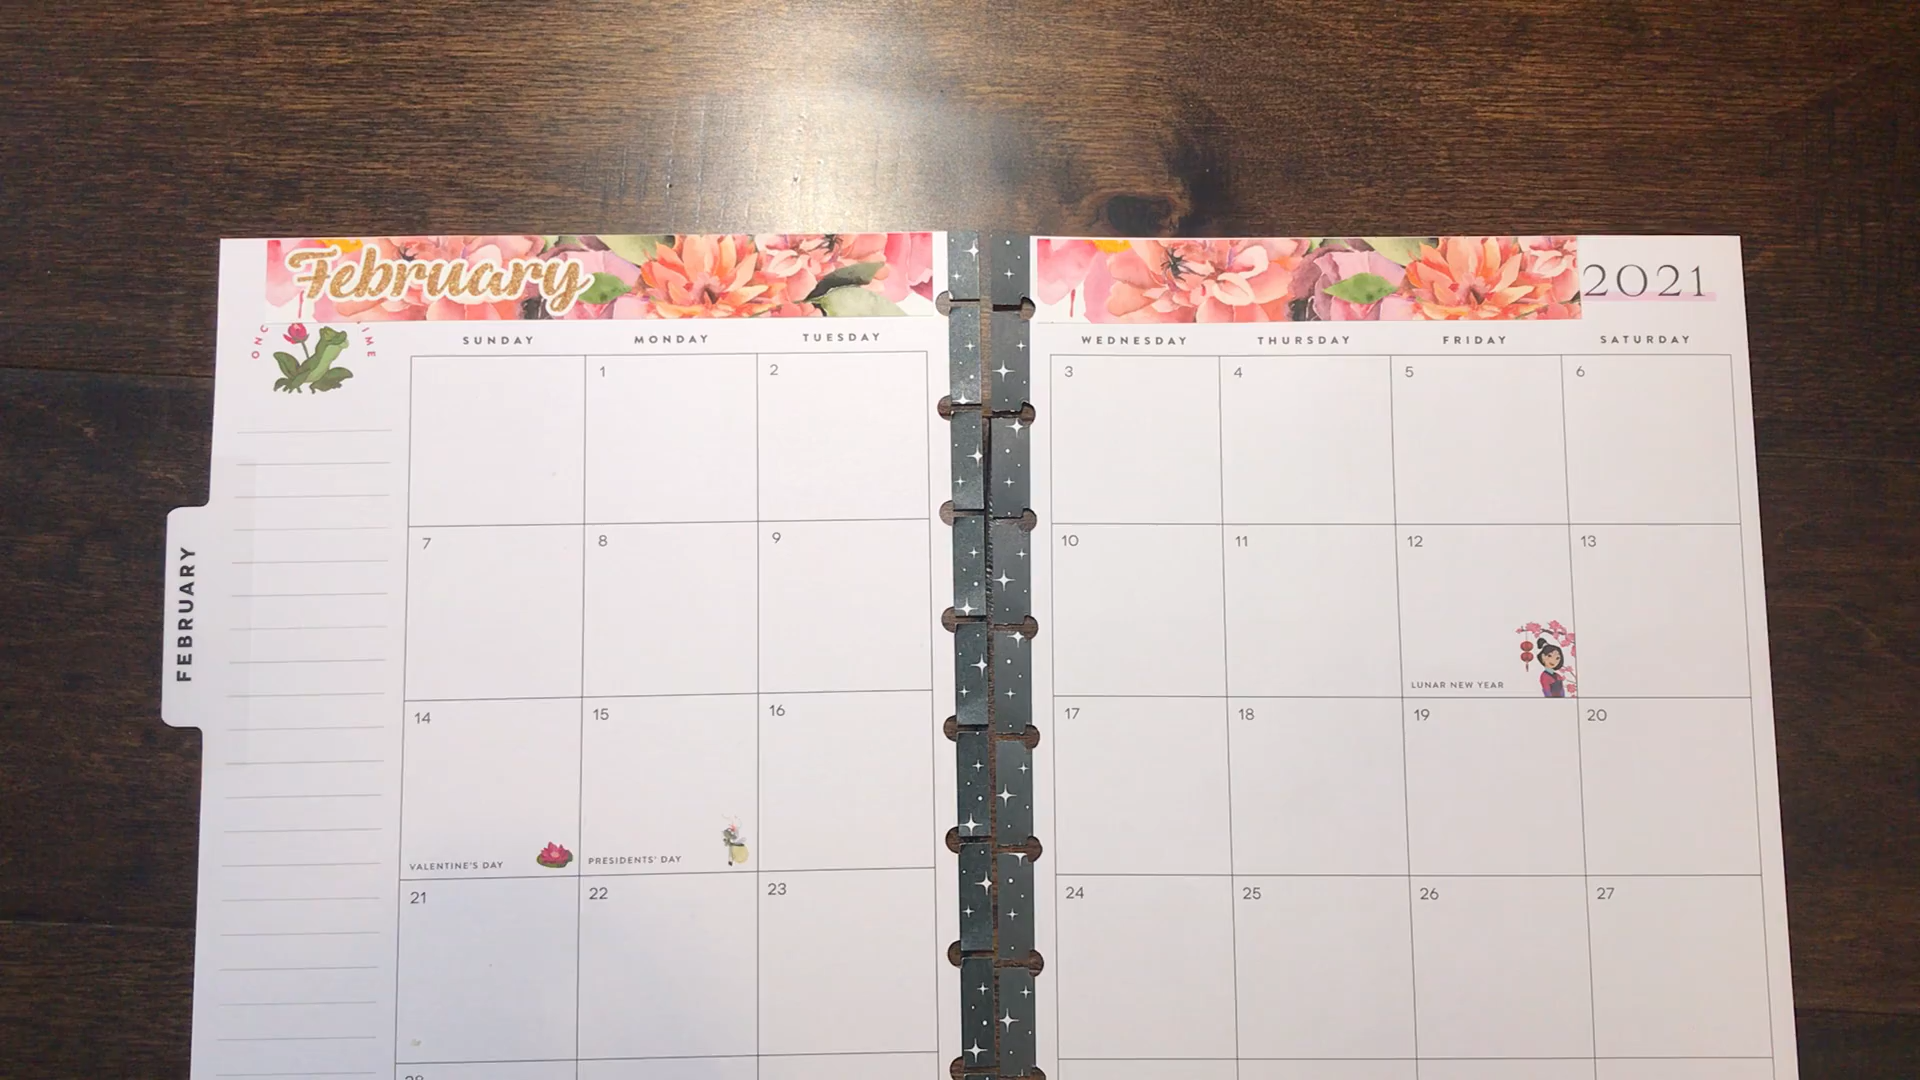 February
2021
ONC
IME
SUNDAY MONDAY TUESDAY WEDNESDAY THURSDAY FRIDAY SATURDAY
1 2 3 4 5 6
7 8 9 10 11 12 13
LUNAR NEW YEAR
FEBRUARY
14 15 16 17 18 19 20
VALENTINE'S DAY PRESIDENTS' DAY
21 22 23 24 25 26 27